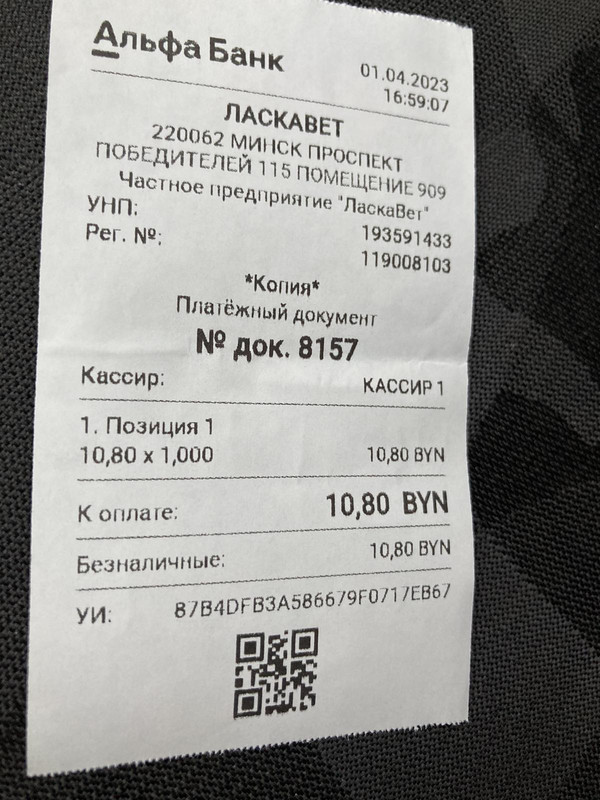 Альфа Банк
01.04.2023
16:59:07
ЛАСКАВЕТ
220062 МИНСК ПРОСПЕКТ
ПОБЕДИТЕЛЕЙ 115 ПОМЕЩЕНИЕ 909
Частное предприятие "ЛаскаВет"
УНП: 193591433
Рег. №: 119008103
*Копия*
Платёжный документ
№ док. 8157
Кассир: КАССИР 1
1. Позиция 1
10,80 x 1,000 10,80 BYN
К оплате: 10,80 BYN
Безналичные: 10,80 BYN
УИ: 87B4DFB3A586679F0717EB67